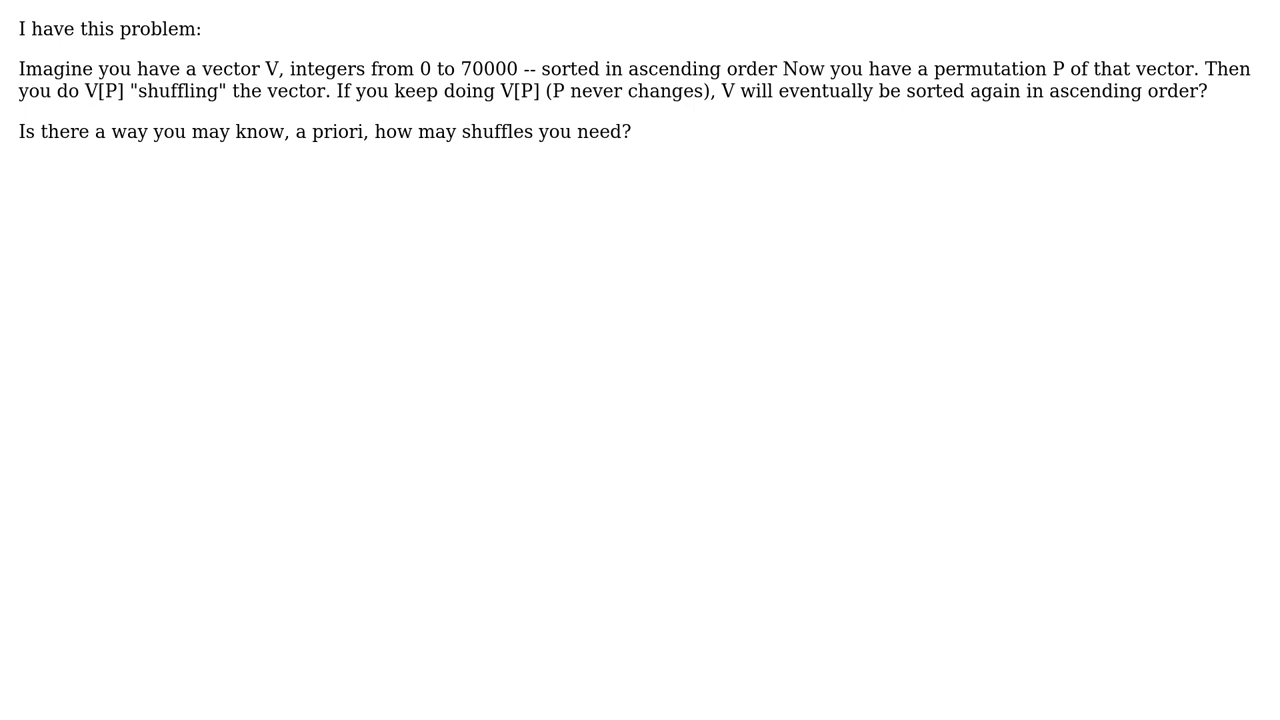 I have this problem:
Imagine you have a vector V, integers from 0 to 70000 -- sorted in ascending order Now you have a permutation P of that vector. Then
you do V[P] "shuffling" the vector. If you keep doing V[P] (P never changes), V will eventually be sorted again in ascending order?
Is there a way you may know, a priori, how may shuffles you need?